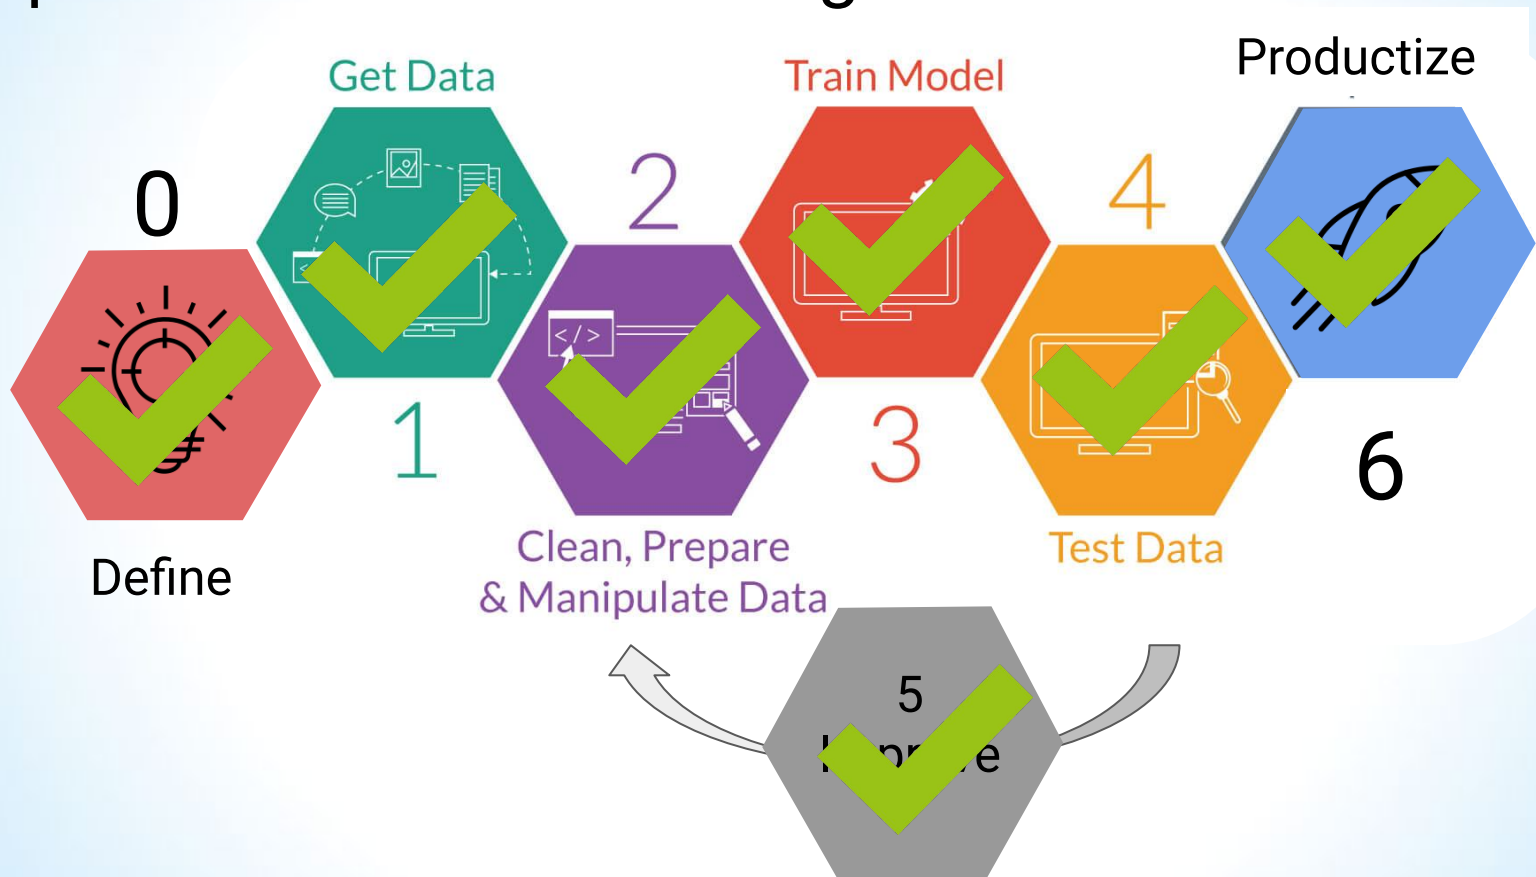 Get Data
Train Model
Productize
0
2
4
</>
1
3
6
Define
Clean, Prepare
& Manipulate Data
Test Data
5